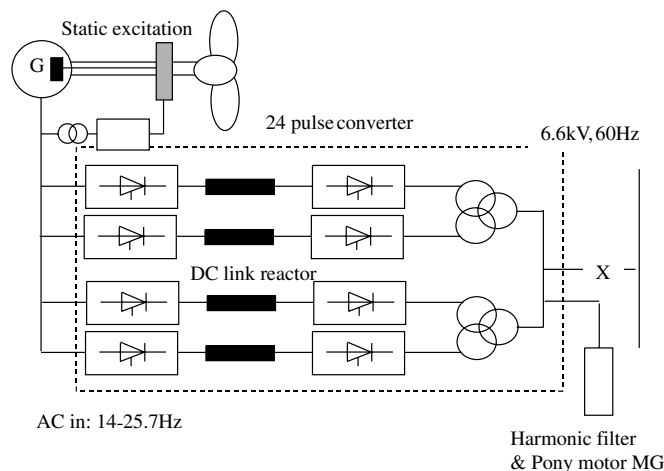 Static excitation
G
24 pulse converter
6.6kV, 60Hz
DC link reactor
X
AC in: 14-25.7Hz
Harmonic filter
& Pony motor MG